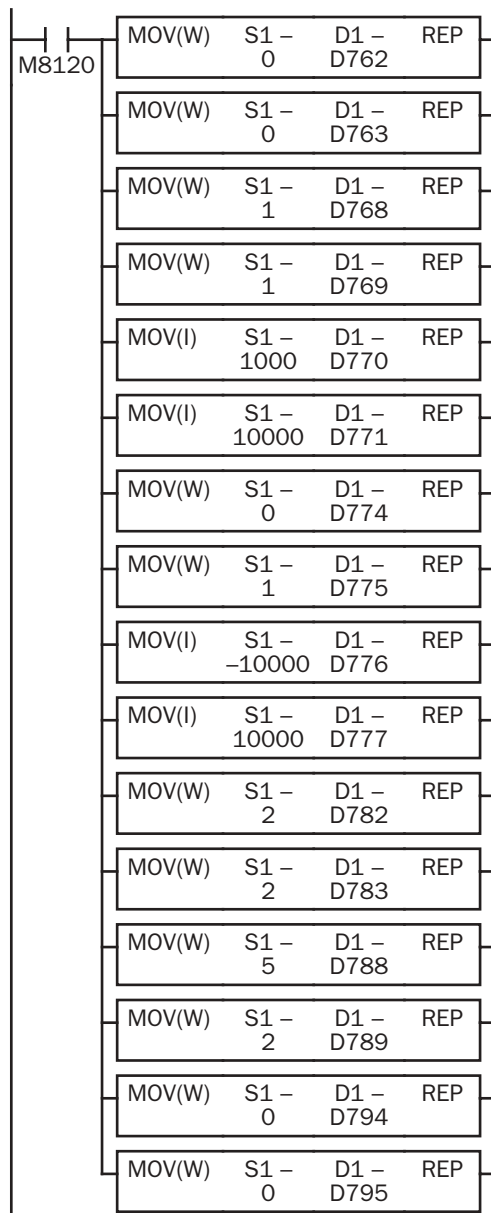 MOV(W) S1 – D1 – REP
M8120
0 D762
MOV(W) S1 – D1 – REP
0 D763
MOV(W) S1 – D1 – REP
1 D768
MOV(W) S1 – D1 – REP
1 D769
MOV(I) S1 – D1 – REP
1000 D770
MOV(I) S1 – D1 – REP
10000 D771
MOV(W) S1 – D1 – REP
0 D774
MOV(W) S1 – D1 – REP
1 D775
MOV(I) S1 – D1 – REP
–10000 D776
MOV(I) S1 – D1 – REP
10000 D777
MOV(W) S1 – D1 – REP
2 D782
MOV(W) S1 – D1 – REP
2 D783
MOV(W) S1 – D1 – REP
5 D788
MOV(W) S1 – D1 – REP
2 D789
MOV(W) S1 – D1 – REP
0 D794
MOV(W) S1 – D1 – REP
0 D795